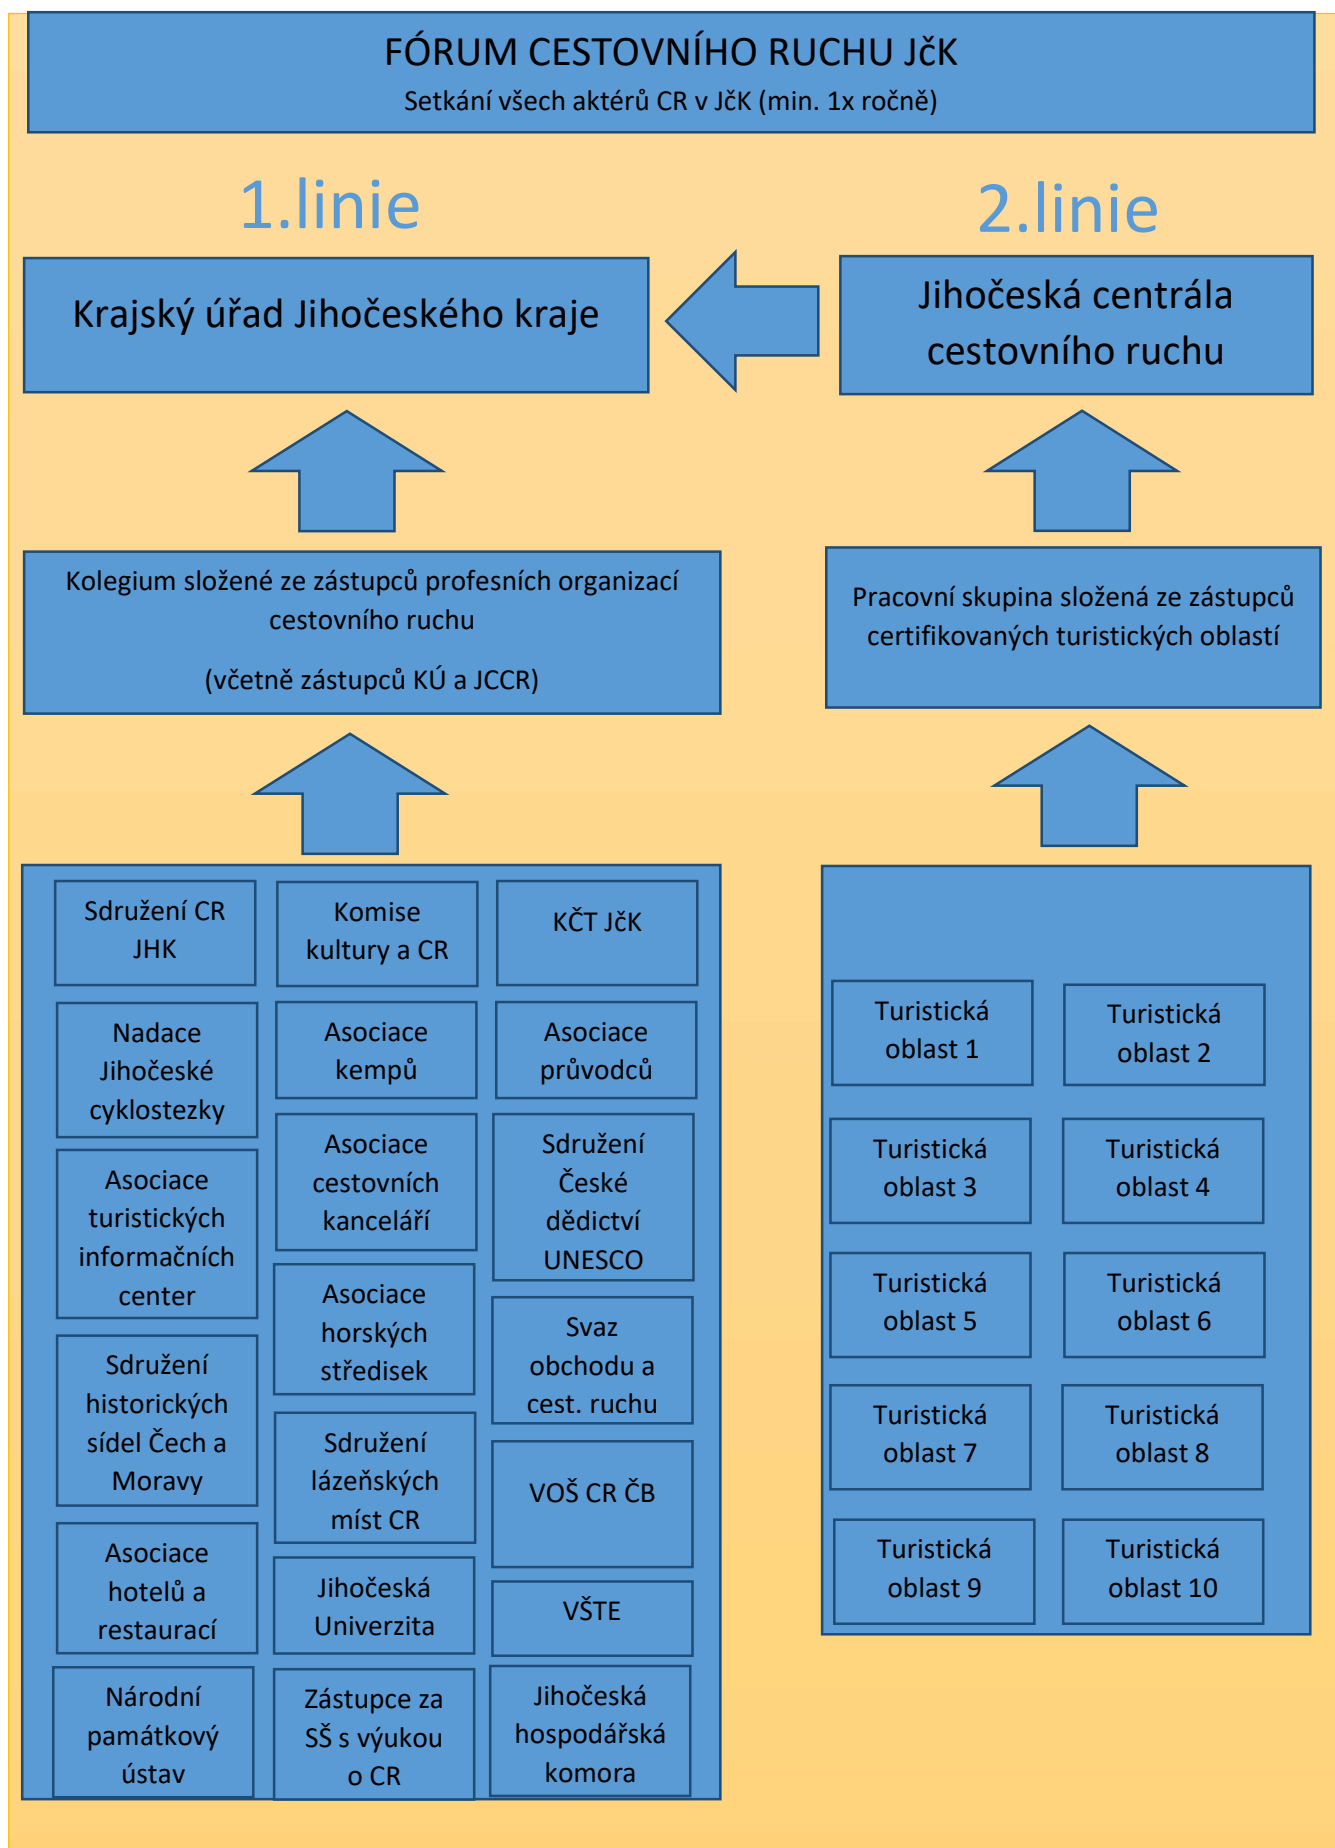 FÓRUM CESTOVNÍHO RUCHU JčK
Setkání všech aktérů CR v JčK (min. 1x ročně)
1.linie
2.linie
Krajský úřad Jihočeského kraje
Jihočeská centrála
cestovního ruchu
Kolegium složené ze zástupců profesních organizací
cestovního ruchu
(včetně zástupců KÚ a JCCR)
Pracovní skupina složená ze zástupců
certifikovaných turistických oblastí
Sdružení CR
JHK
Komise
kultury a CR
KČT JčK
Nadace
Jihočeské
cyklostezky
Asociace
kempů
Asociace
průvodců
Asociace
turistických
informačních
center
Asociace
cestovních
kanceláří
Sdružení
České
dědictví
UNESCO
Sdružení
historických
sídel Čech a
Moravy
Asociace
horských
středisek
Svaz
obchodu a
cest. ruchu
Asociace
hotelů a
restaurací
Sdružení
lázeňských
míst CR
VOŠ CR ČB
Národní
památkový
ústav
Jihočeská
Univerzita
VŠTE
Zástupce za
SŠ s výukou
o CR
Jihočeská
hospodářská
komora
Turistická
oblast 1
Turistická
oblast 2
Turistická
oblast 3
Turistická
oblast 4
Turistická
oblast 5
Turistická
oblast 6
Turistická
oblast 7
Turistická
oblast 8
Turistická
oblast 9
Turistická
oblast 10